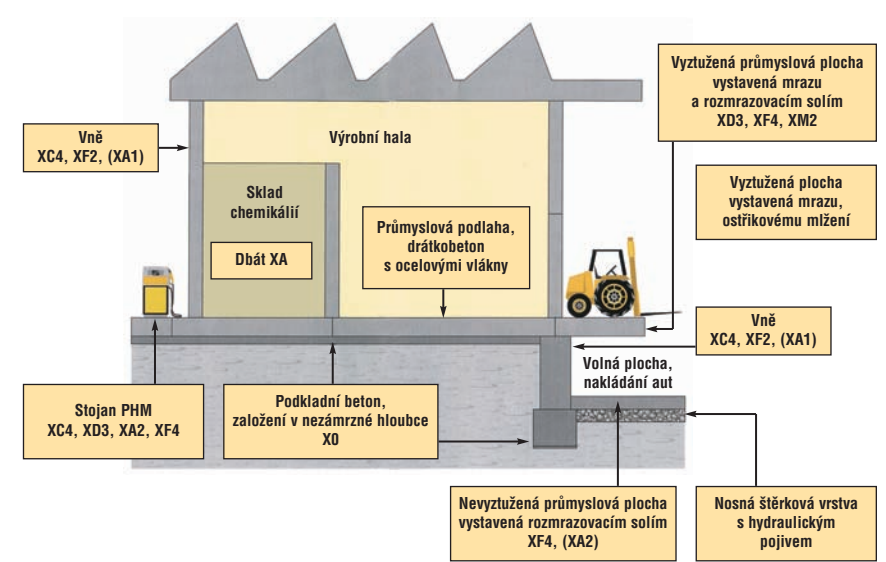 Vyztužená průmyslová plocha
vystavená mrazu
a rozmrazovacím solím
XD3, XF4, XM2
Vně
XC4, XF2, (XA1)
Výrobní hala
Vyztužená plocha
vystavená mrazu,
ostřikovému mlžení
Sklad
chemikálií
Dbát XA
Průmyslová podlaha,
drátkobeton
s ocelovými vlákny
Vně
XC4, XF2, (XA1)
Volná plocha,
nakládání aut
Stojan PHM
XC4, XD3, XA2, XF4
Podkladní beton,
založení v nezámrzné hloubce
X0
Nevyztužená průmyslová plocha
vystavená rozmrazovacím solím
XF4, (XA2)
Nosná štěrková vrstva
s hydraulickým
pojivem